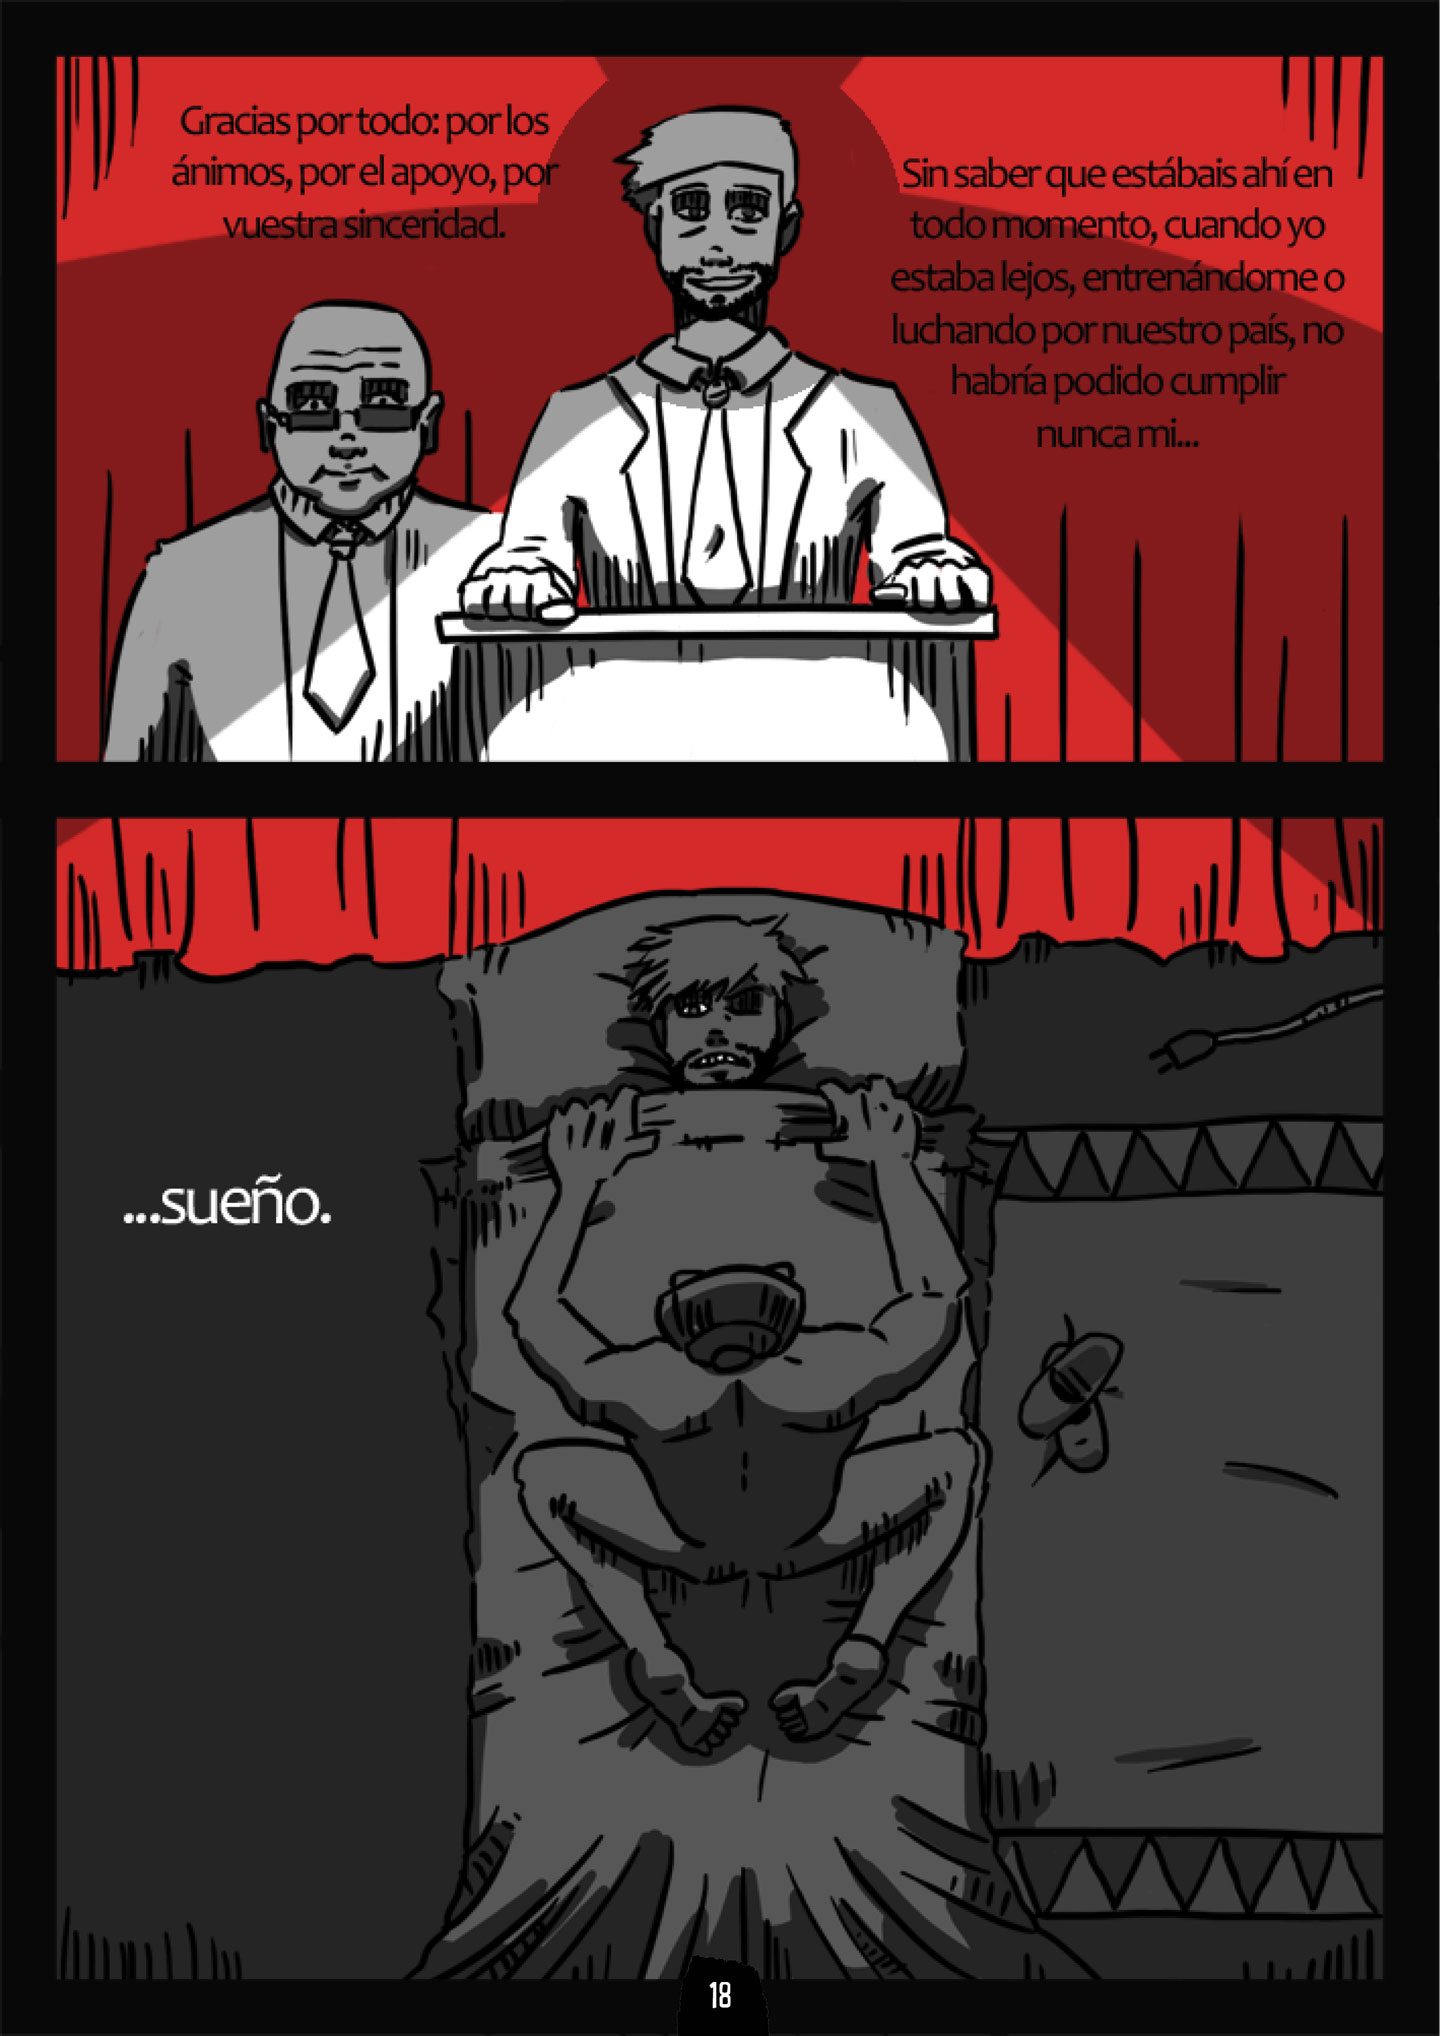 Gracias por todo: por los
ánimos, por el apoyo, por
vuestra sinceridad.
Sin saber que estábais ahí en
todo momento, cuando yo
estaba lejos, entrenándome o
luchando por nuestro país, no
habría podido cumplir
nunca mi...
...sueño.
18